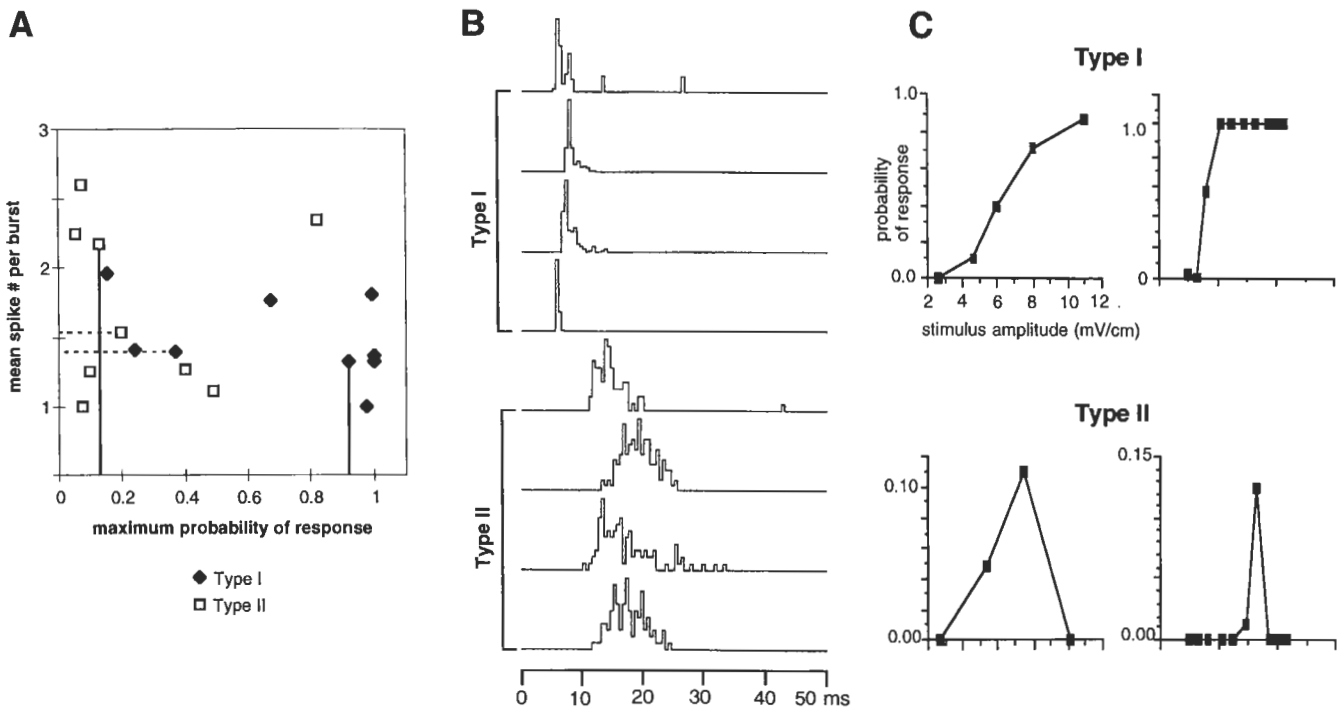 A
3
2
1
mean spike # per burst
0 0.2 0.4 0.6 0.8 1
maximum probability of response
Type I
Type II
B
Type I
Type II
0 10 20 30 40 50 ms
C
Type I
1.0
0.0
probability
of response
2 4 6 8 10 12
stimulus amplitude (mV/cm)
1.0
0
Type II
0.10
0.00
0.15
0.00